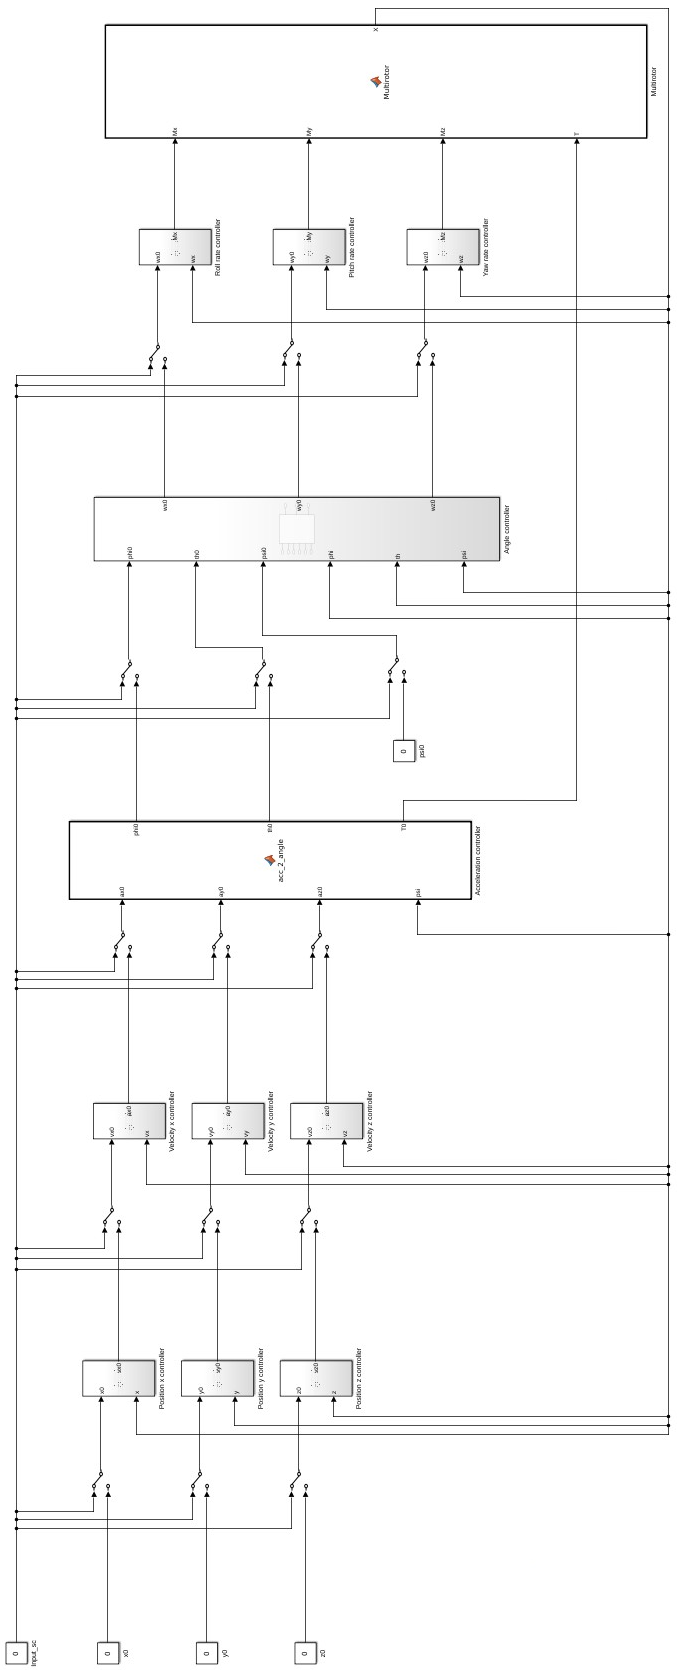 X
Multirotor
Multirotor
Mx
My
Mz
T
Mx
wx0
wx
Roll rate controller
My
wy0
wy
Pitch rate controller
Mz
wz0
wz
Yaw rate controller
wx0
wy0
wz0
phi0
th0
psi0
phi
th
psi
Angle controller
0
psi0
phi0
th0
T0
acc_2_angle
ax0
ay0
az0
psi
Acceleration controller
ax0
vx0
vx
Velocity x controller
ay0
vy0
vy
Velocity y controller
az0
vz0
vz
Velocity z controller
vx0
x0
x
Position x controller
vy0
y0
y
Position y controller
vz0
z0
z
Position z controller
0
Input_sc
0
x0
0
y0
0
z0